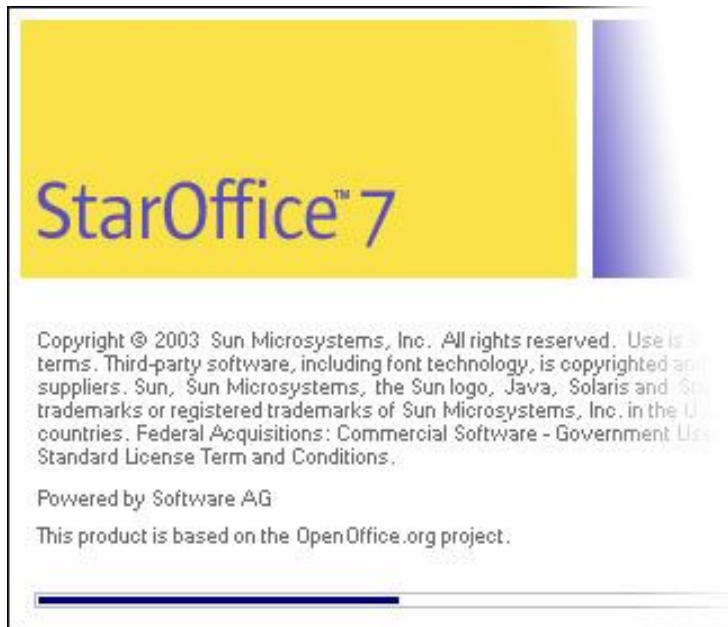 StarOffice™ 7
Copyright © 2003 Sun Microsystems, Inc. All rights reserved. Use is
terms. Third-party software, including font technology, is copyrighted and
suppliers. Sun, Sun Microsystems, the Sun logo, Java, Solaris and
trademarks or registered trademarks of Sun Microsystems, Inc. in the
countries. Federal Acquisitions: Commercial Software - Government
Standard License Term and Conditions.
Powered by Software AG
This product is based on the OpenOffice.org project.